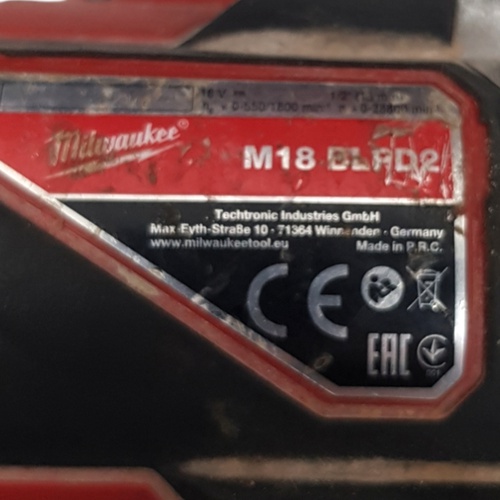 18 V
Milwaukee®
M18 BLPD2
Techtronic Industries GmbH
Max-Eyth-Straße 10 - 71364 Winnenden - Germany
www.milwaukeetool.eu Made in P.R.C.
CE
EAC